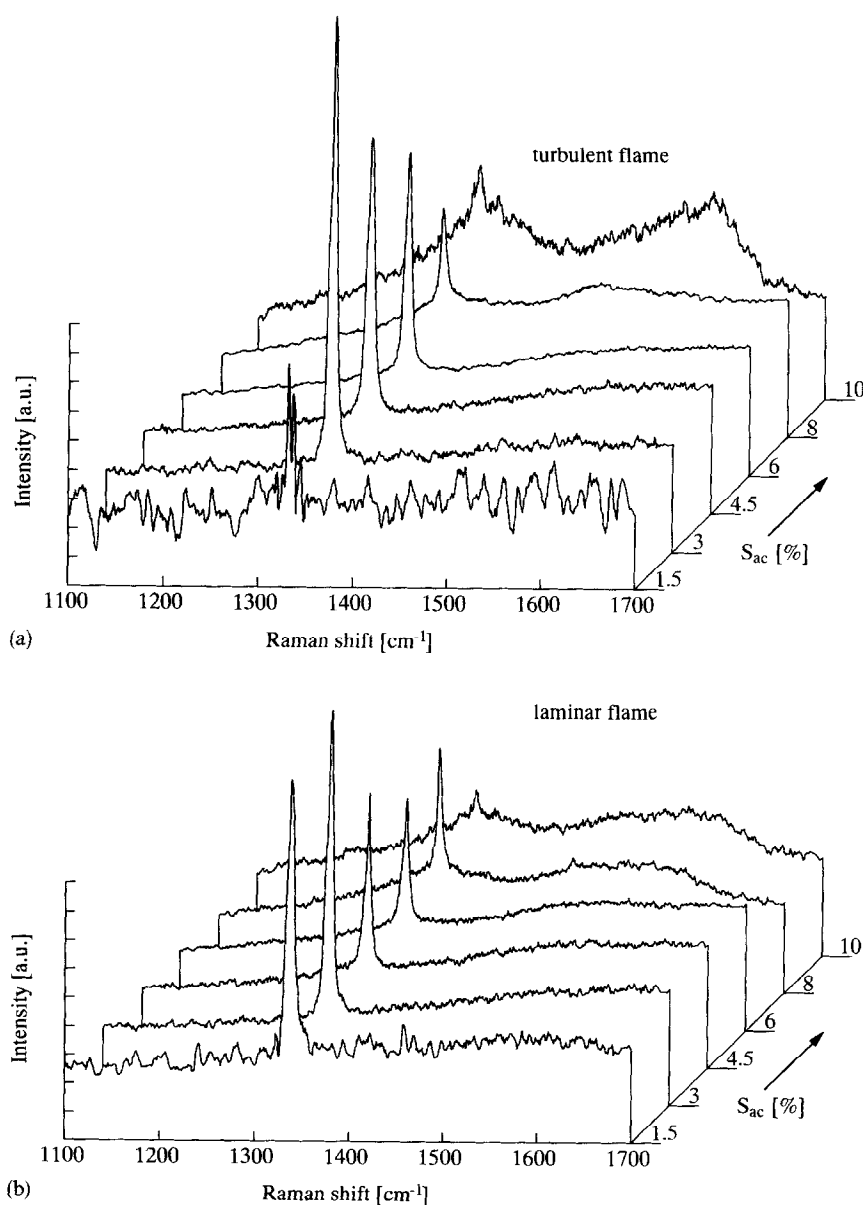 turbulent flame
Intensity [a.u.]
10
8
6
4.5
3
1.5
S_ac [%]
1100 1200 1300 1400 1500 1600 1700
Raman shift [cm⁻¹]
(a)
laminar flame
Intensity [a.u.]
10
8
6
4.5
3
1.5
S_ac [%]
1100 1200 1300 1400 1500 1600 1700
Raman shift [cm⁻¹]
(b)